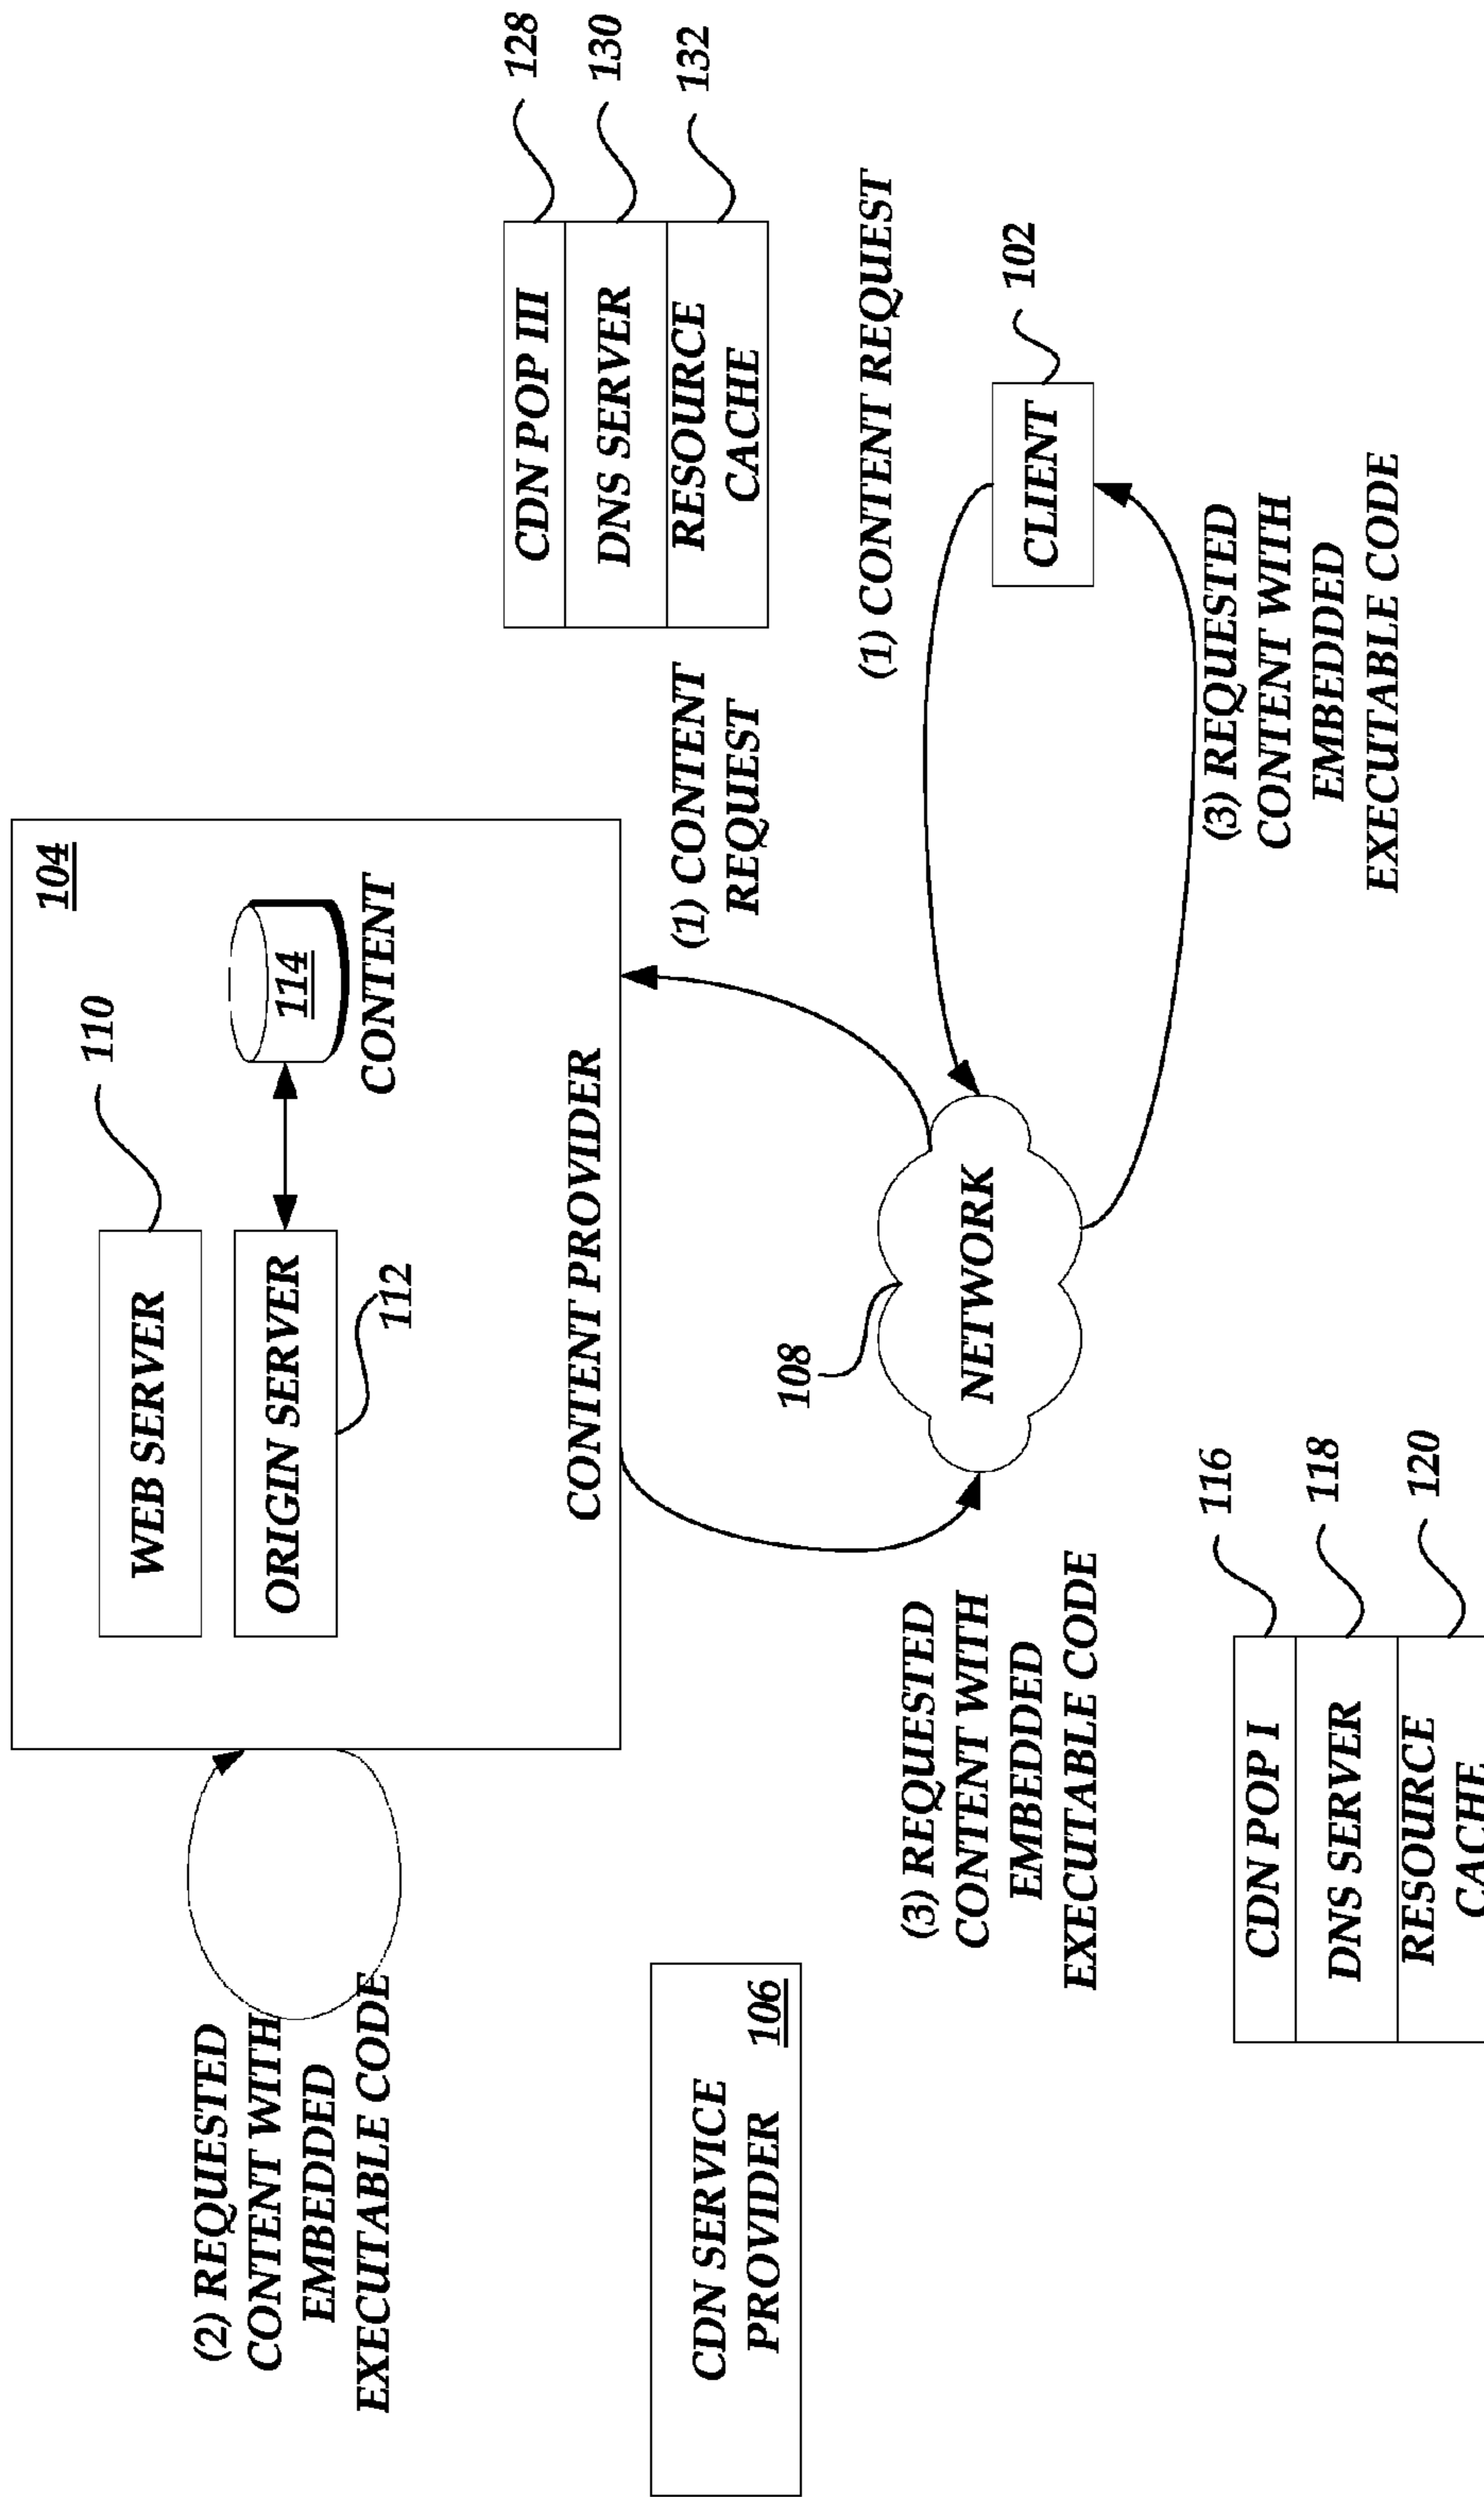 104
110
WEB SERVER
ORIGIN SERVER
112
114
CONTENT
CONTENT PROVIDER
(2) REQUESTED
CONTENT WITH
EMBEDDED
EXECUTABLE CODE
CDN SERVICE
PROVIDER
106
128
CDN POP III
130
DNS SERVER
132
RESOURCE
CACHE
(1) CONTENT
REQUEST
(1) CONTENT REQUEST
108
NETWORK
102
CLIENT
(3) REQUESTED
CONTENT WITH
EMBEDDED
EXECUTABLE CODE
(3) REQUESTED
CONTENT WITH
EMBEDDED
EXECUTABLE CODE
116
CDN POP I
118
DNS SERVER
120
RESOURCE
CACHE